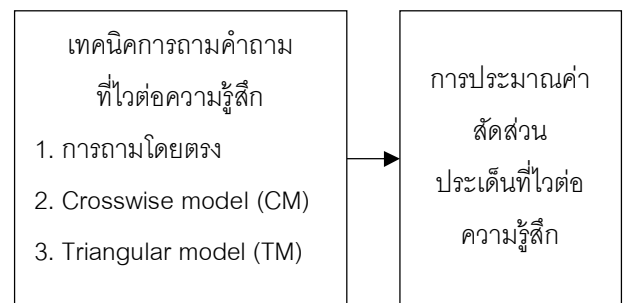 เทคนิคการถามคำถาม
ที่ไวต่อความรู้สึก
1. การถามโดยตรง
2. Crosswise model (CM)
3. Triangular model (TM)
การประมาณค่า
สัดส่วน
ประเด็นที่ไวต่อ
ความรู้สึก